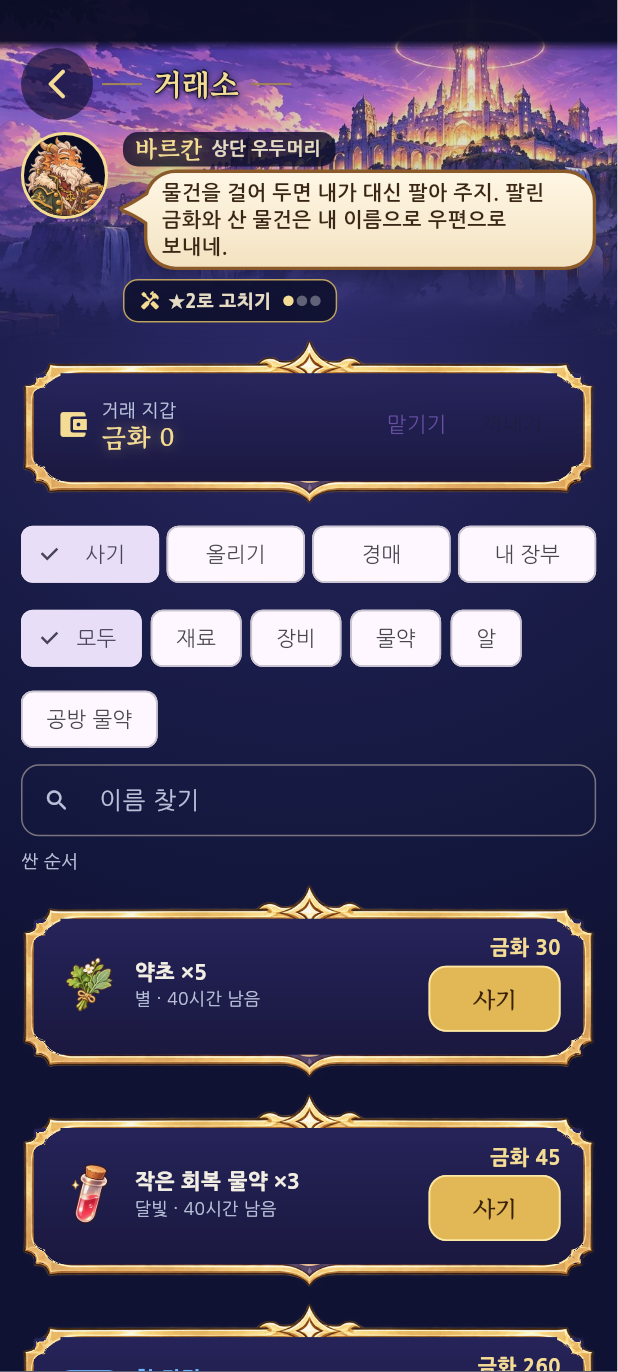 거래소
바르칸 상단 우두머리
물건을 걸어 두면 내가 대신 팔아 주지. 팔린
금화와 산 물건은 내 이름으로 우편으로
보내네.
★2로 고치기
거래 지갑
금화 0
맡기기
사기 올리기 경매 내 장부
모두 재료 장비 물약 알
공방 물약
이름 찾기
싼 순서
금화 30
약초 ×5
별 · 40시간 남음
사기
금화 45
작은 회복 물약 ×3
달빛 · 40시간 남음
사기
금화 260